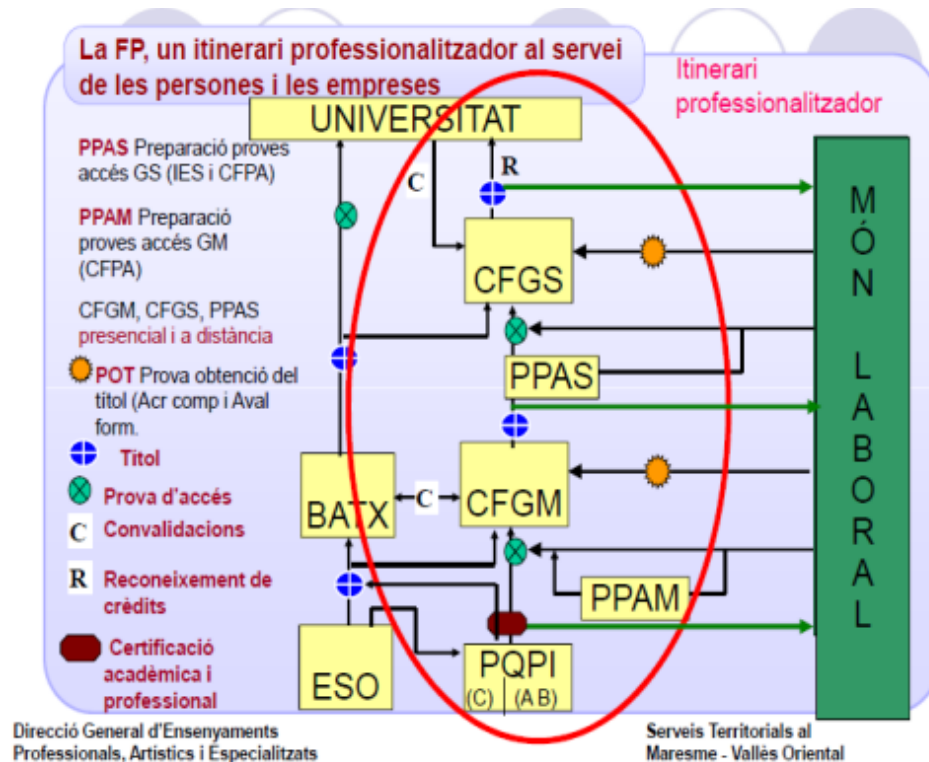 La FP, un itinerari professionalitzador al servei
de les persones i les empreses
Itinerari
professionalitzador
UNIVERSITAT
PPAS Preparació proves
accés GS (IES i CFPA)
PPAM Preparació
proves accés GM
(CFPA)
CFGM, CFGS, PPAS
presencial i a distància
POT Prova obtenció del
títol (Acr comp i Aval
form.
Títol
Prova d'accés
C Convalidacions
R Reconeixement de
crèdits
Certificació
acadèmica i
professional
C
R
CFGS
PPAS
BATX
C
CFGM
PPAM
ESO
PQPI
(C) (A B)
MÓN LABORAL
Direcció General d'Ensenyaments
Professionals, Artístics i Especialitzats
Serveis Territorials al
Maresme - Vallès Oriental